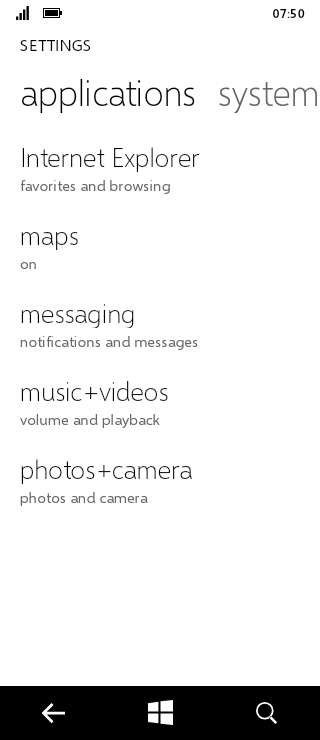 07:50
SETTINGS
applications system
Internet Explorer
favorites and browsing
maps
on
messaging
notifications and messages
music+videos
volume and playback
photos+camera
photos and camera